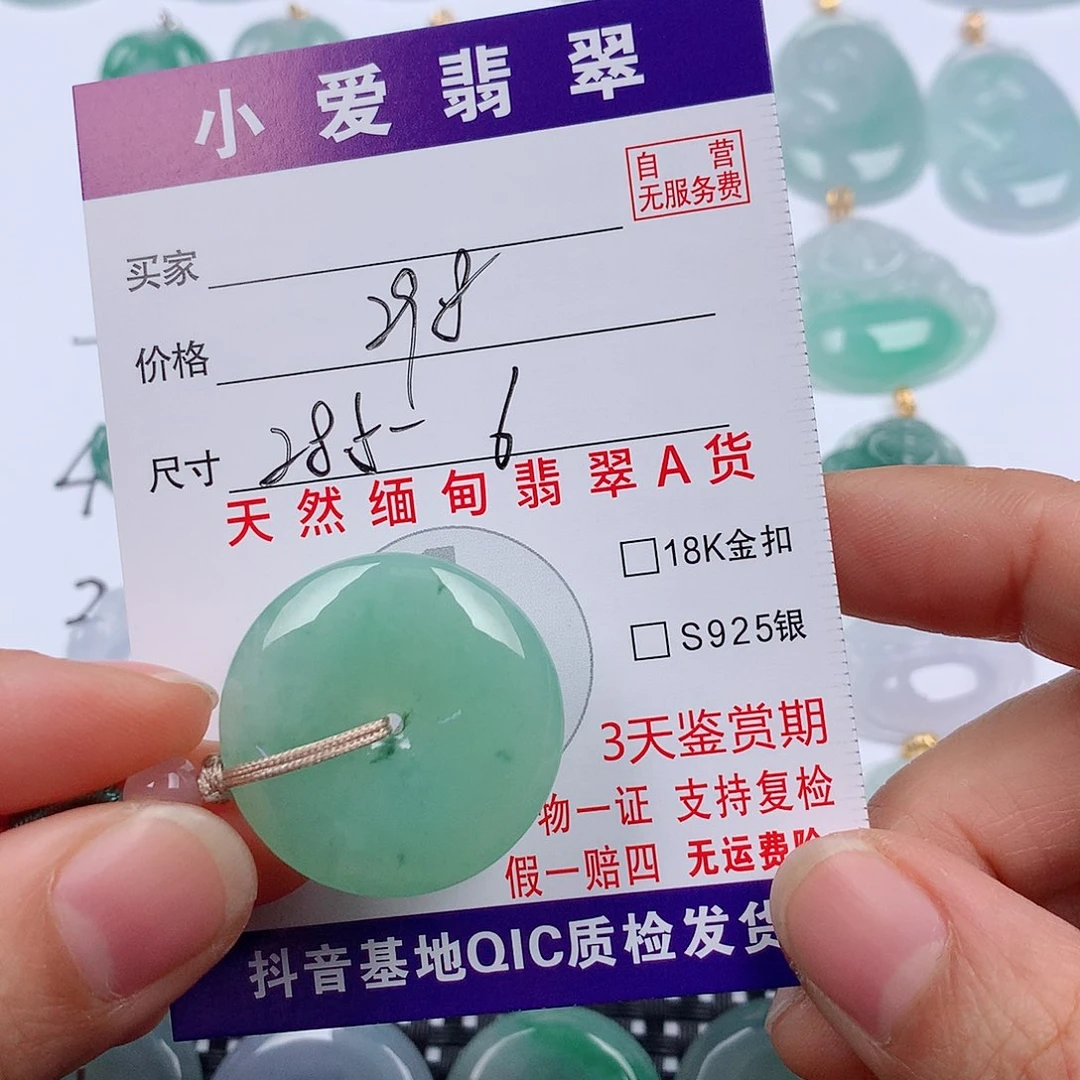 小爱翡翠
自营
无服务费
买家
价格 298
尺寸 28.5- 6
天然缅甸翡翠A货
18K金扣
S925银
3天鉴赏期
物一证 支持复检
假一赔四 无运费险
抖音基地QIC质检发货